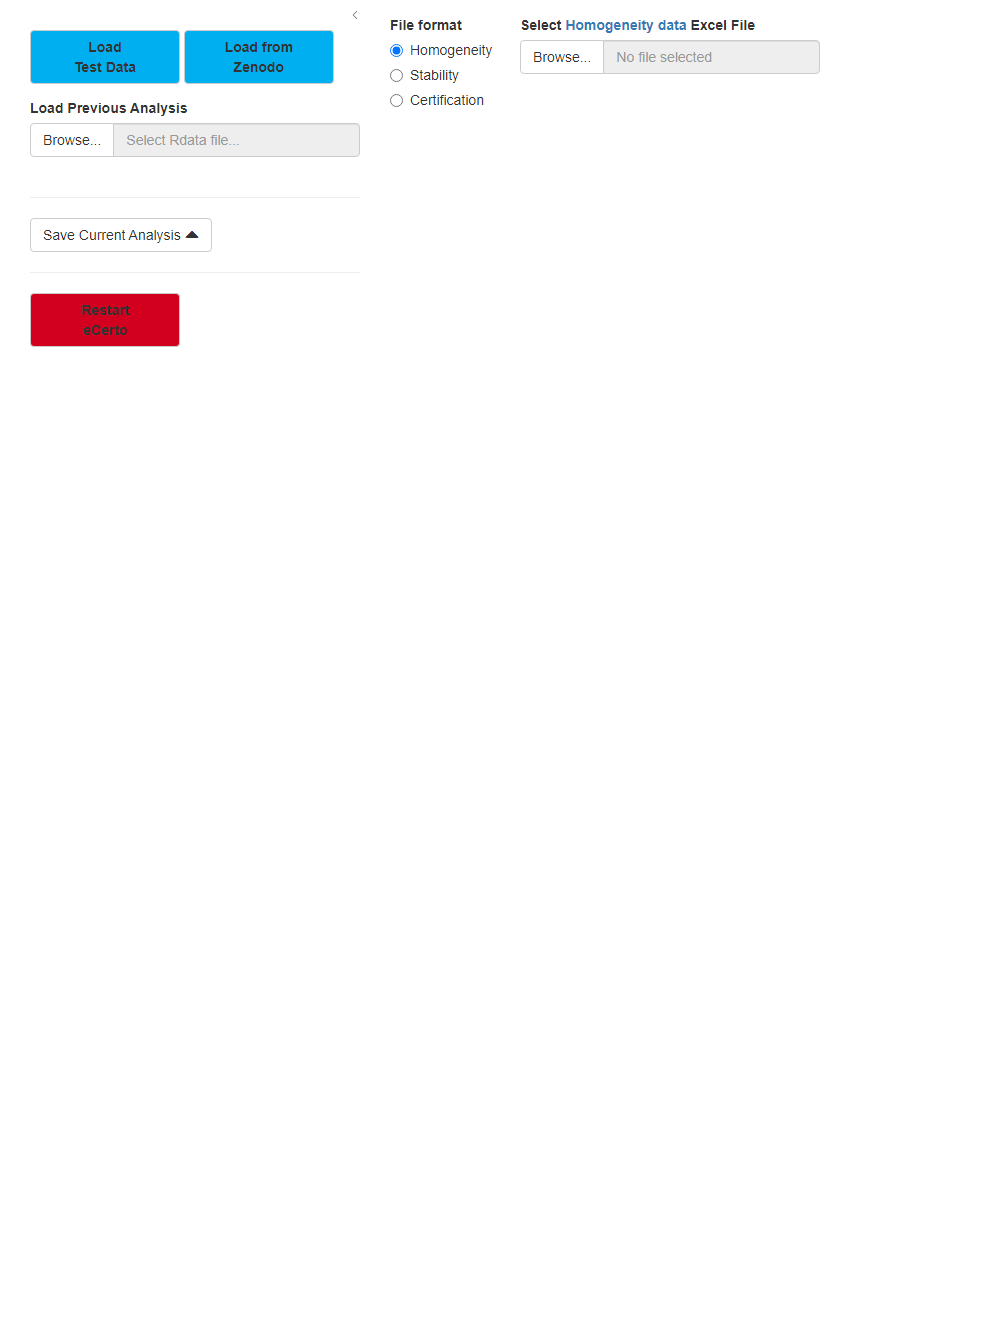 Load
Test Data
Load from
Zenodo
Load Previous Analysis
Browse...
Select Rdata file...
Save Current Analysis
Restart
eCerto
File format
Homogeneity
Stability
Certification
Select Homogeneity data Excel File
Browse...
No file selected